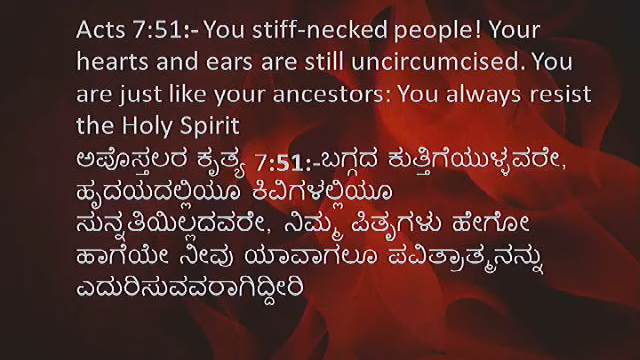 Acts 7:51:- You stiff-necked people! Your
hearts and ears are still uncircumcised. You
are just like your ancestors: You always resist
the Holy Spirit
ಅಪೊಸ್ತಲರ ಕೃತ್ಯ 7:51:-ಬಗ್ಗದ ಕುತ್ತಿಗೆಯುಳ್ಳವರೇ,
ಹೃದಯದಲ್ಲಿಯೂ ಕಿವಿಗಳಲ್ಲಿಯೂ
ಸುನ್ನತಿಯಿಲ್ಲದವರೇ, ನಿಮ್ಮ ಪಿತೃಗಳು ಹೇಗೋ
ಹಾಗೆಯೇ ನೀವು ಯಾವಾಗಲೂ ಪವಿತ್ರಾತ್ಮನನ್ನು
ಎದುರಿಸುವವರಾಗಿದ್ದೀರಿ